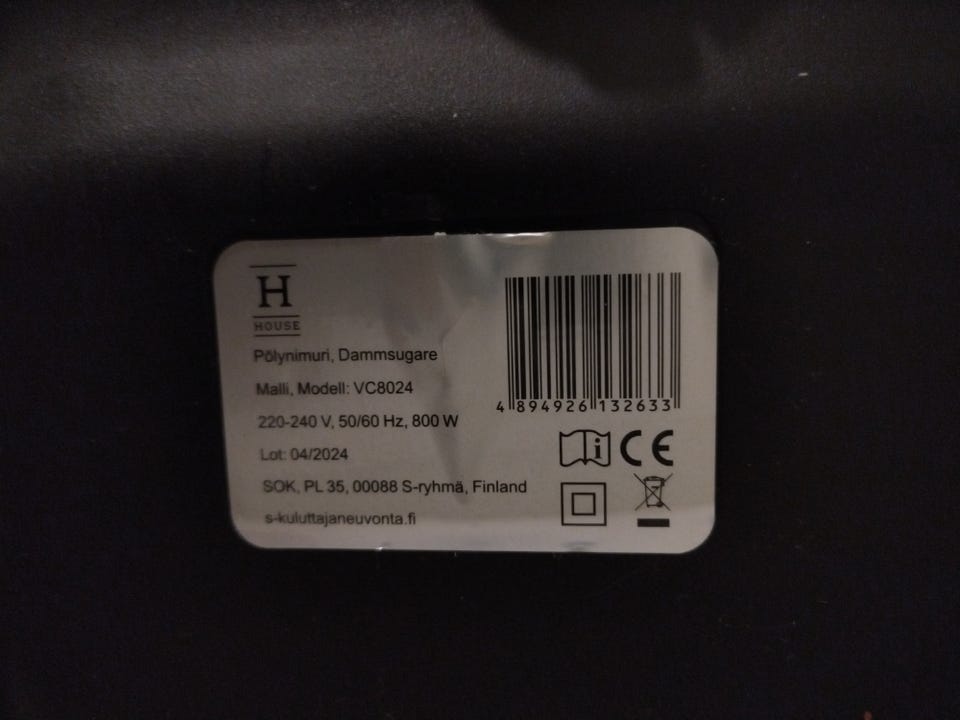 H
HOUSE
Pölynimuri, Dammsugare
Malli, Modell: VC8024
220-240 V, 50/60 Hz, 800 W
Lot: 04/2024
SOK, PL 35, 00088 S-ryhmä, Finland
s-kuluttajaneuvonta.fi
4 894926 132633
i
CE